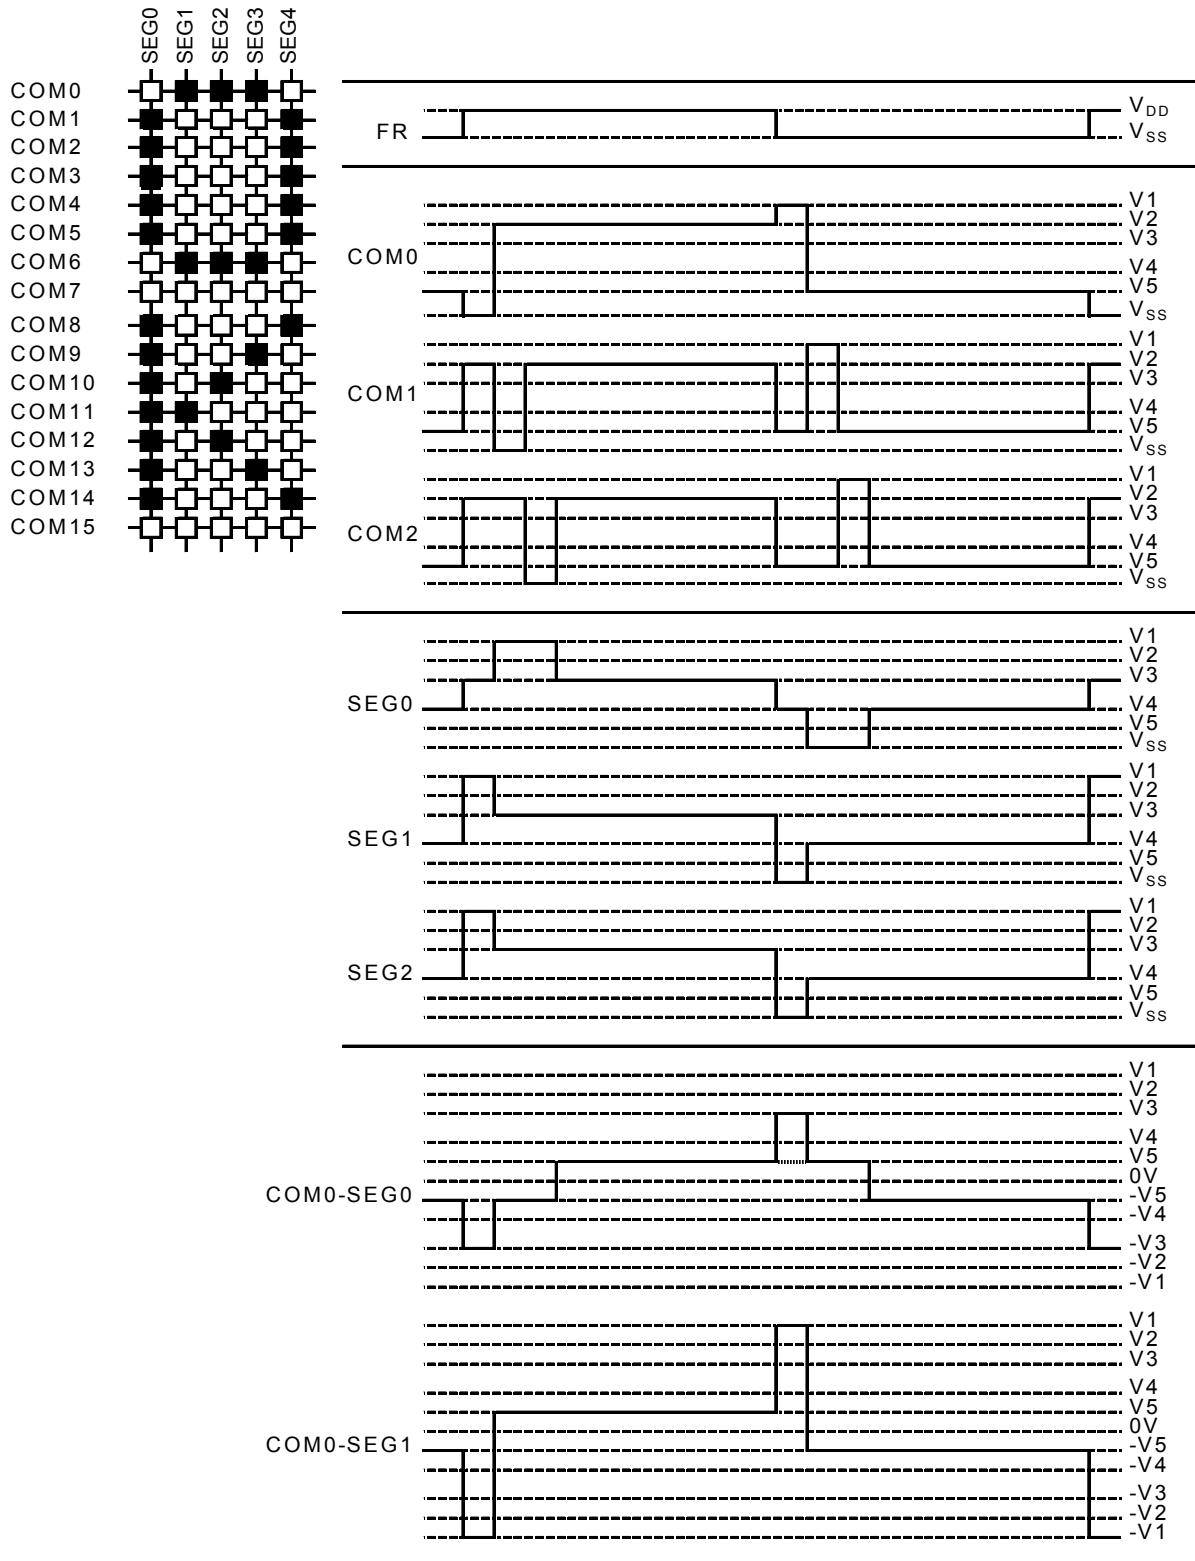 SEG0 SEG1 SEG2 SEG3 SEG4
COM0
COM1
COM2
COM3
COM4
COM5
COM6
COM7
COM8
COM9
COM10
COM11
COM12
COM13
COM14
COM15
FR
VDD
VSS
COM0
V1
V2
V3
V4
V5
VSS
COM1
V1
V2
V3
V4
V5
VSS
COM2
V1
V2
V3
V4
V5
VSS
SEG0
V1
V2
V3
V4
V5
VSS
SEG1
V1
V2
V3
V4
V5
VSS
SEG2
V1
V2
V3
V4
V5
VSS
COM0-SEG0
V1
V2
V3
V4
V5
0V
-V5
-V4
-V3
-V2
-V1
COM0-SEG1
V1
V2
V3
V4
V5
0V
-V5
-V4
-V3
-V2
-V1